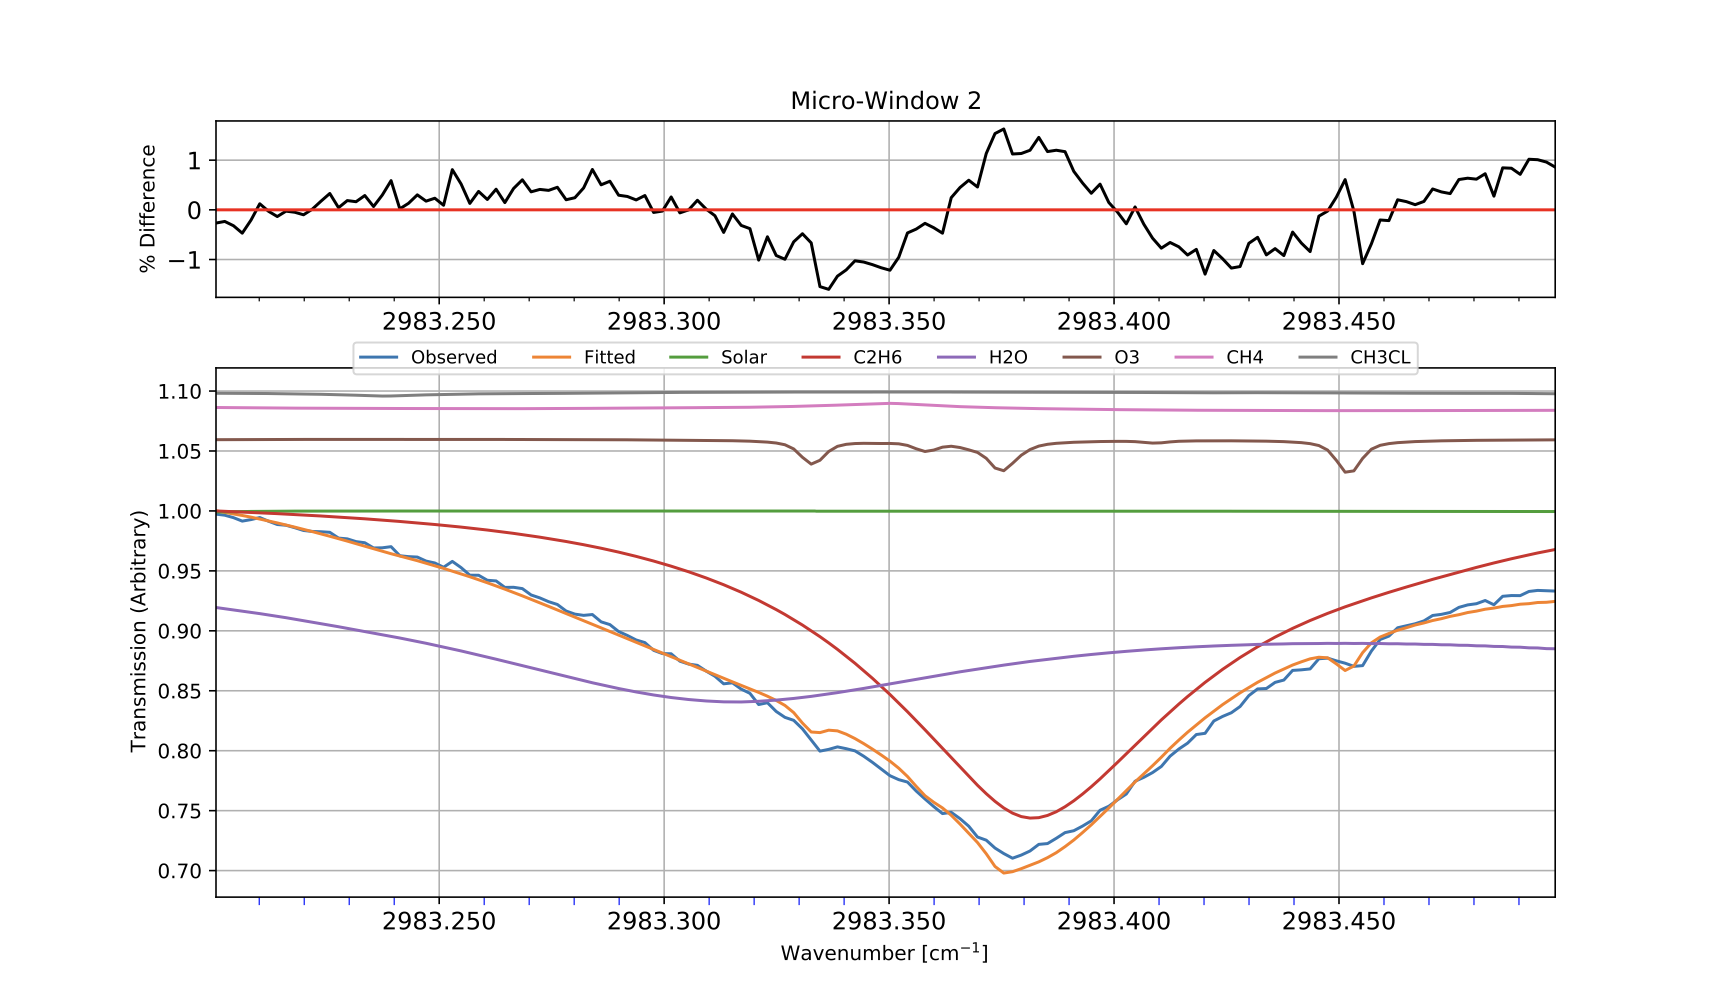 Micro-Window 2
% Difference
1
0
−1
2983.250 2983.300 2983.350 2983.400 2983.450
Observed Fitted Solar C2H6 H2O O3 CH4 CH3CL
Transmission (Arbitrary)
1.10
1.05
1.00
0.95
0.90
0.85
0.80
0.75
0.70
2983.250 2983.300 2983.350 2983.400 2983.450
Wavenumber [cm⁻¹]